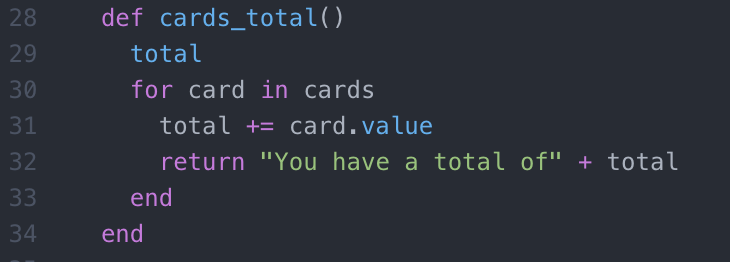 28 def cards_total()
29 total
30 for card in cards
31 total += card.value
32 return "You have a total of" + total
33 end
34 end